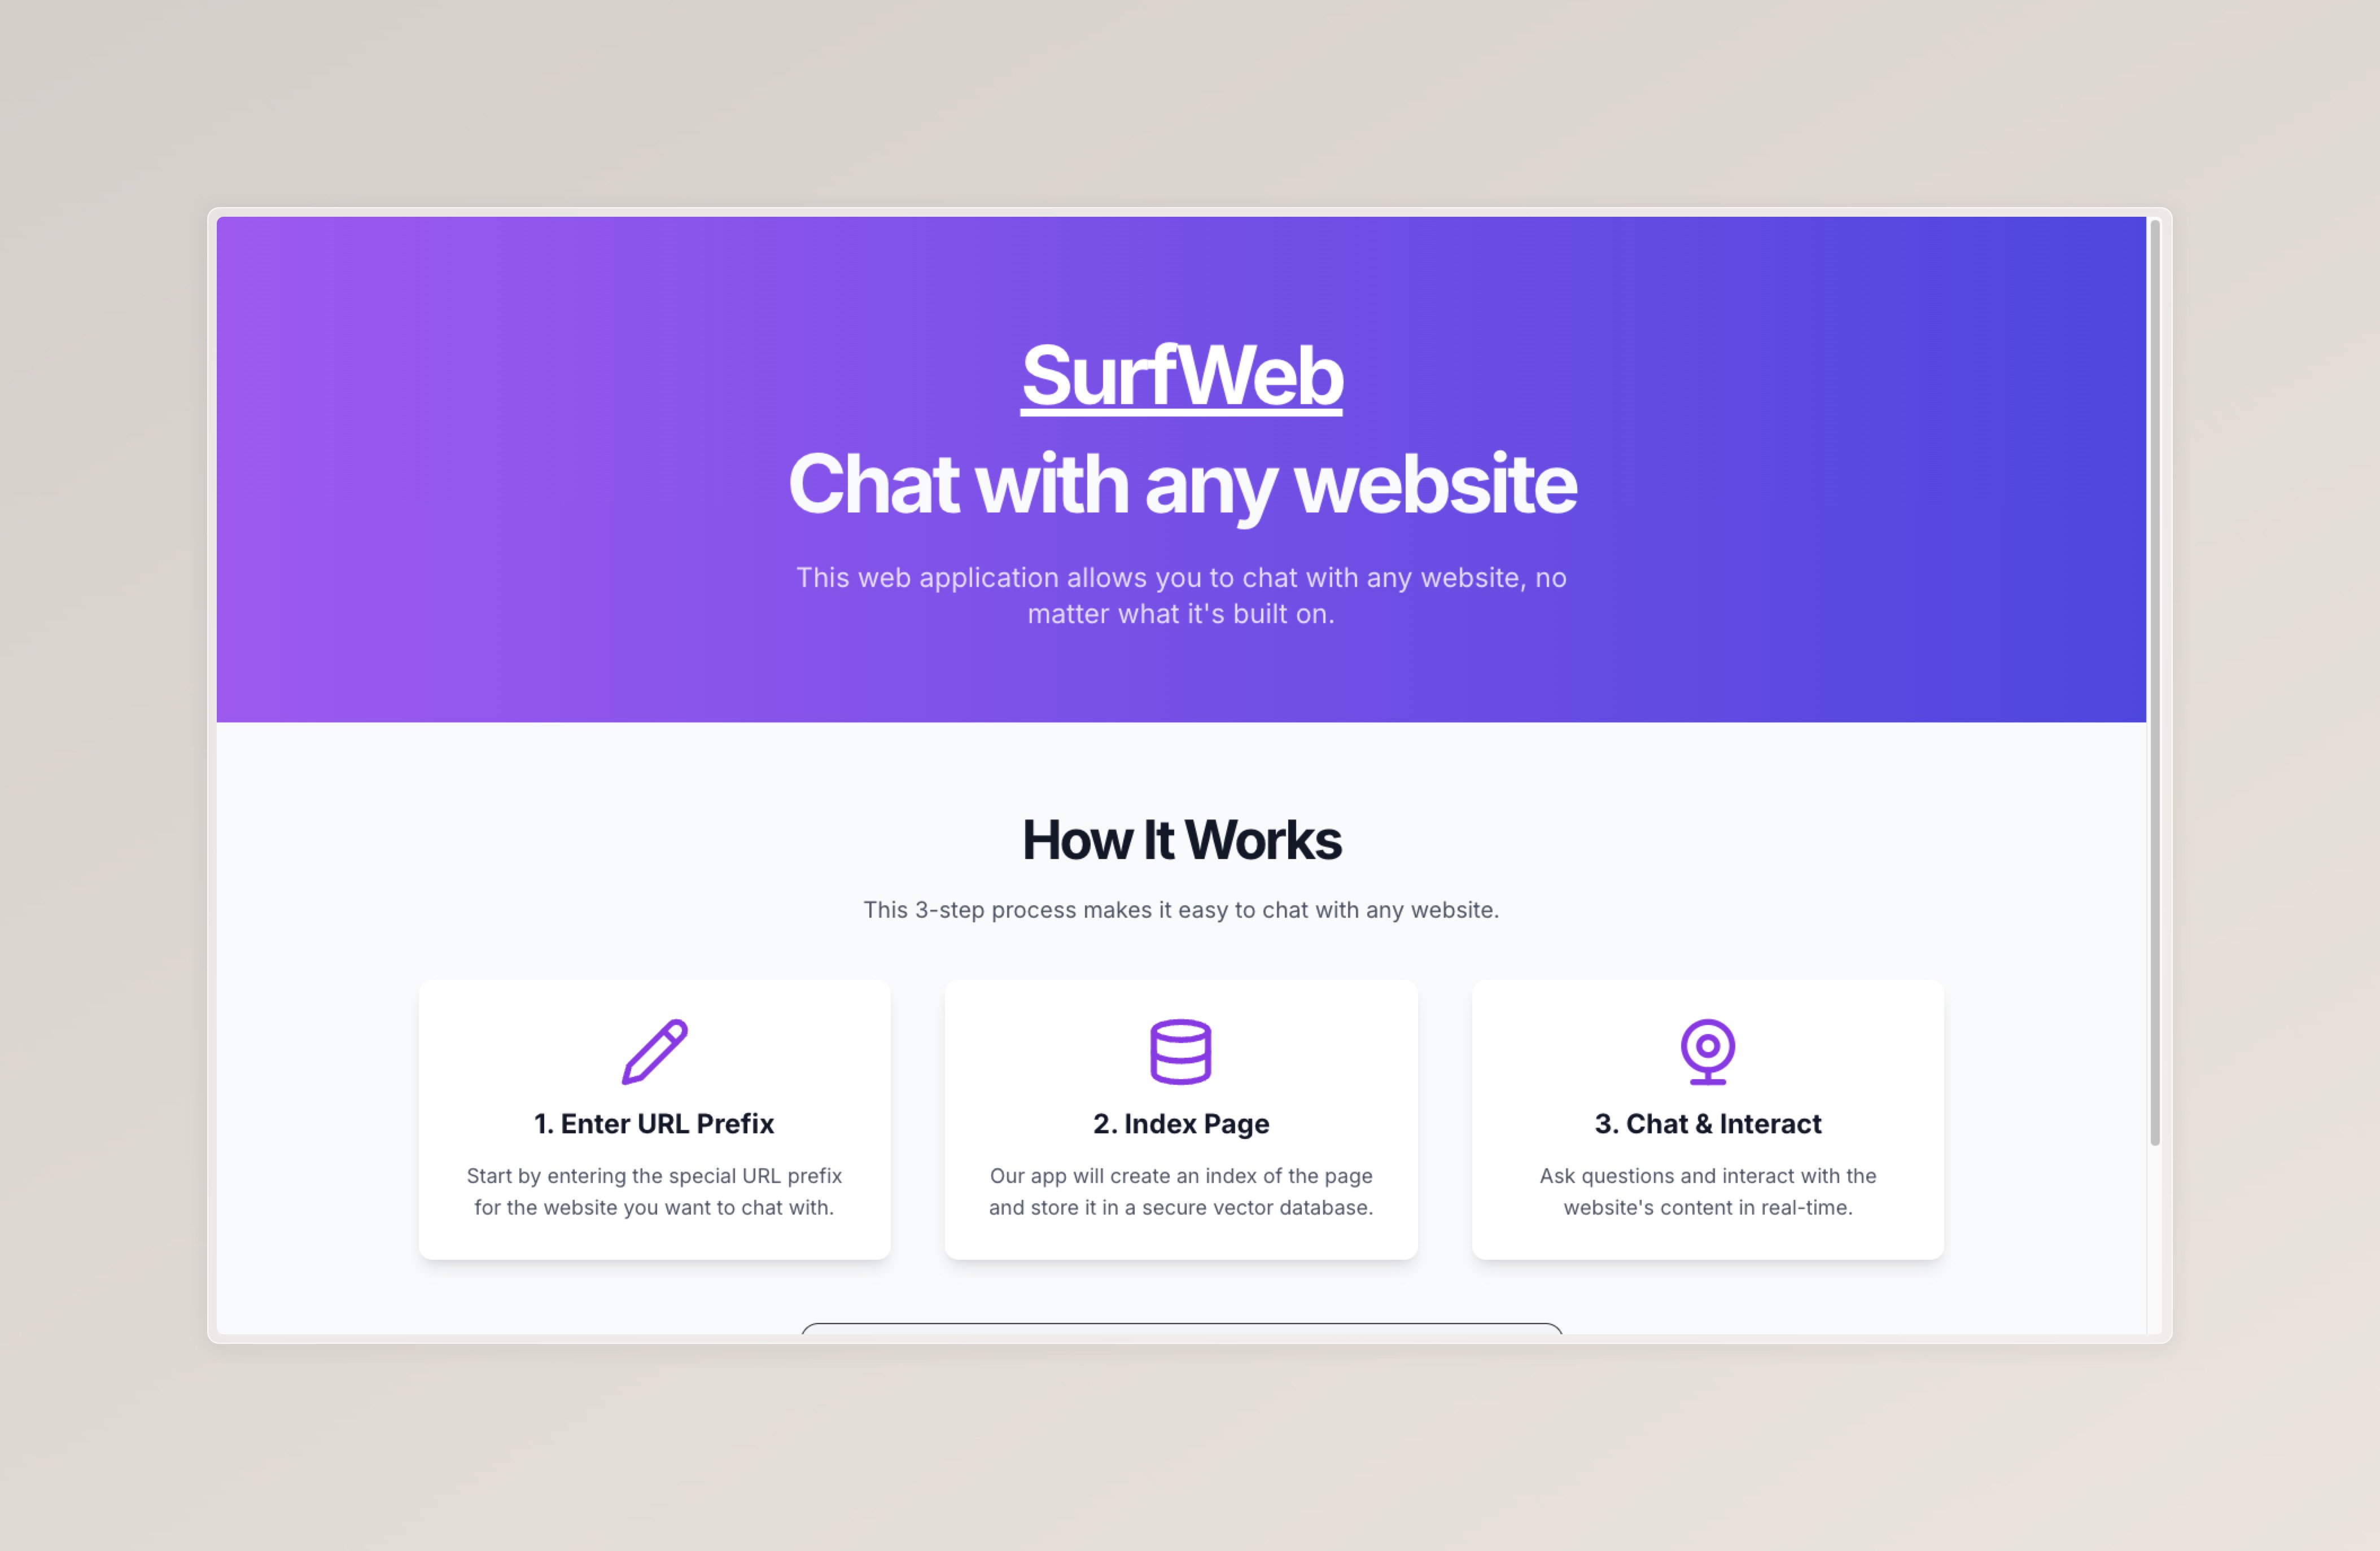 SurfWeb
Chat with any website
This web application allows you to chat with any website, no
matter what it's built on.
How It Works
This 3-step process makes it easy to chat with any website.
1. Enter URL Prefix
Start by entering the special URL prefix
for the website you want to chat with.
2. Index Page
Our app will create an index of the page
and store it in a secure vector database.
3. Chat & Interact
Ask questions and interact with the
website's content in real-time.